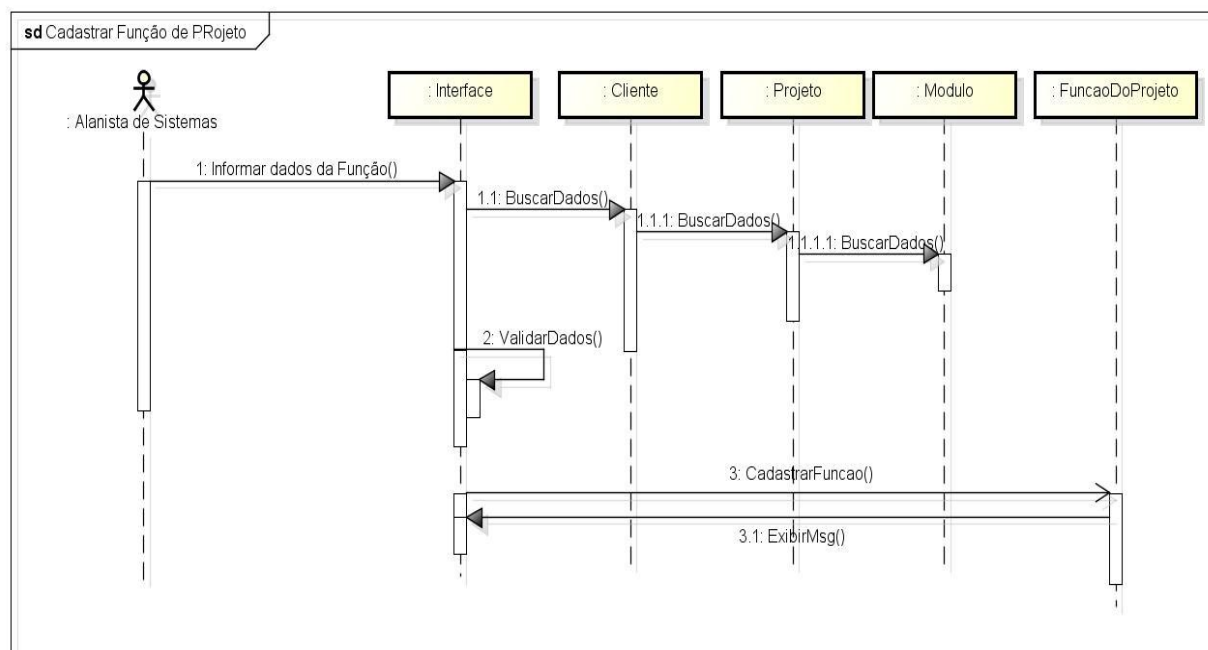 sd Cadastrar Função de PRojeto
: Alanista de Sistemas
: Interface
: Cliente
: Projeto
: Modulo
: FuncaoDoProjeto
1: Informar dados da Função()
1.1: BuscarDados()
1.1.1: BuscarDados()
1.1.1.1: BuscarDados()
2: ValidarDados()
3: CadastrarFuncao()
3.1: ExibirMsg()